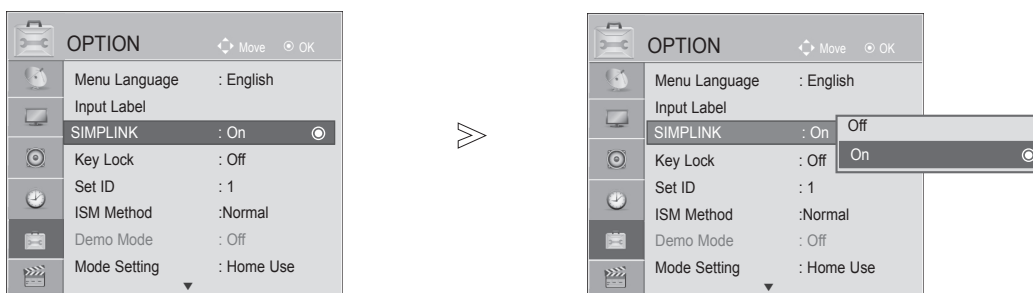 OPTION Move OK
Menu Language : English
Input Label
SIMPLINK : On
Key Lock : Off
Set ID : 1
ISM Method :Normal
Demo Mode : Off
Mode Setting : Home Use
OPTION Move OK
Menu Language : English
Input Label
SIMPLINK : On
Key Lock : Off
Set ID : 1
ISM Method :Normal
Demo Mode : Off
Mode Setting : Home Use
Off
On